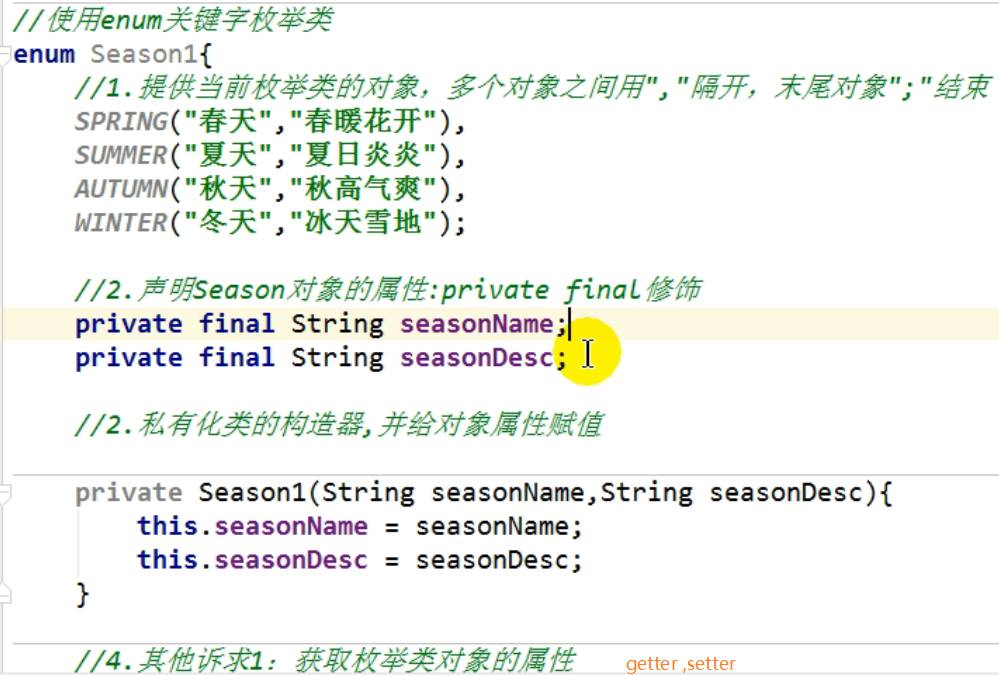 //使用enum关键字枚举类
enum Season1{
//1.提供当前枚举类的对象，多个对象之间用","隔开，末尾对象";"结束
SPRING("春天","春暖花开"),
SUMMER("夏天","夏日炎炎"),
AUTUMN("秋天","秋高气爽"),
WINTER("冬天","冰天雪地");
//2.声明Season对象的属性:private final修饰
private final String seasonName;
private final String seasonDesc;
//2.私有化类的构造器,并给对象属性赋值
private Season1(String seasonName,String seasonDesc){
this.seasonName = seasonName;
this.seasonDesc = seasonDesc;
}
//4.其他诉求1：获取枚举类对象的属性 getter ,setter